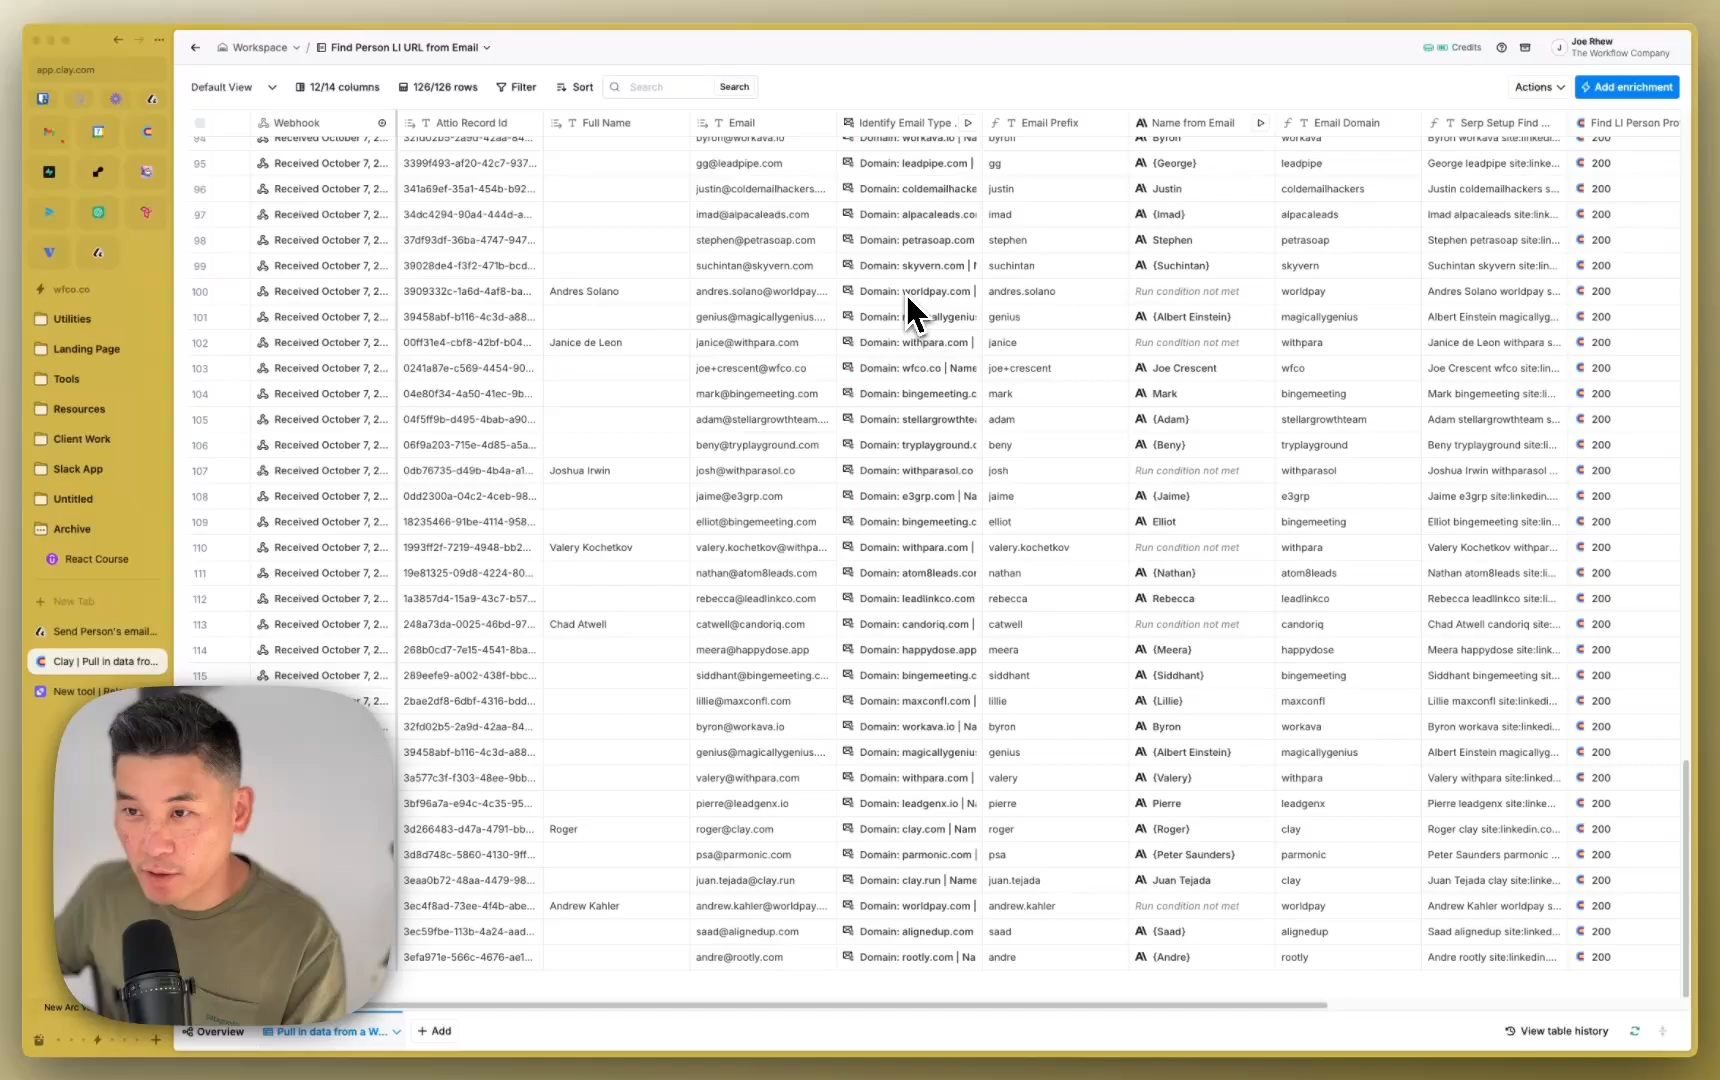 app.clay.com
wfco.co
Utilities
Landing Page
Tools
Resources
Client Work
Slack App
Untitled
Archive
React Course
New Tab
Send Person's email...
Clay | Pull in data fro...
New tool |
New Arc
Workspace / Find Person LI URL from Email
Credits
J
Joe Rhew
The Workflow Company
Default View 12/14 columns 126/126 rows Filter Sort Search Search Actions Add enrichment
Webhook Attio Record Id Full Name Email Identify Email Type . Email Prefix Name from Email Email Domain Serp Setup Find ... Find LI Person Pro
94 32fd02b5-2a9d-42aa-84... byron@workava.io Domain: workava.io | Na byron Byron workava Byron workava site:linkedi... 200
95 Received October 7, 2... 3399f493-af20-42c7-937... gg@leadpipe.com Domain: leadpipe.com | gg {George} leadpipe George leadpipe site:linke... 200
96 Received October 7, 2... 341a69ef-35a1-454b-b92... justin@coldemailhackers.... Domain: coldemailhacke justin Justin coldemailhackers Justin coldemailhackers s... 200
97 Received October 7, 2... 34dc4294-90a4-444d-a... imad@alpacaleads.com Domain: alpacaleads.co imad {Imad} alpacaleads Imad alpacaleads site:link... 200
98 Received October 7, 2... 37df93df-36ba-4747-947... stephen@petrasoap.com Domain: petrasoap.com stephen Stephen petrasoap Stephen petrasoap site:lin... 200
99 Received October 7, 2... 39028de4-f3f2-471b-bcd... suchintan@skyvern.com Domain: skyvern.com | suchintan {Suchintan} skyvern Suchintan skyvern site:lin... 200
100 Received October 7, 2... 3909332c-1a6d-4af8-ba... Andres Solano andres.solano@worldpay.... Domain: worldpay.com | andres.solano Run condition not met worldpay Andres Solano worldpay s... 200
101 Received October 7, 2... 39458abf-b116-4c3d-a88... genius@magicallygenius.... Domain: allygeniu genius {Albert Einstein} magicallygenius Albert Einstein magicallyg... 200
102 Received October 7, 2... 00ff31e4-cbf8-42bf-b04... Janice de Leon janice@withpara.com Domain: withpara.com | janice Run condition not met withpara Janice de Leon withpara s... 200
103 Received October 7, 2... 0241a87e-c569-4454-90... joe+crescent@wfco.co Domain: wfco.co | Name joe+crescent Joe Crescent wfco Joe Crescent wfco site:lin... 200
104 Received October 7, 2... 04e80f34-4a50-41ec-9b... mark@bingemeeting.com Domain: bingemeeting.c mark Mark bingemeeting Mark bingemeeting site:lin... 200
105 Received October 7, 2... 04f5ff9b-d495-4bab-a90... adam@stellargrowthteam.... Domain: stellargrowthte adam {Adam} stellargrowthteam Adam stellargrowthteam s... 200
106 Received October 7, 2... 06f9a203-715e-4d85-a5a... beny@tryplayground.com Domain: tryplayground.c beny {Beny} tryplayground Beny tryplayground site:li... 200
107 Received October 7, 2... 0db76735-d49b-4b4a-a1... Joshua Irwin josh@withparasol.co Domain: withparasol.co josh Run condition not met withparasol Joshua Irwin withparasol ... 200
108 Received October 7, 2... 0dd2300a-04c2-4ceb-98... jaime@e3grp.com Domain: e3grp.com | Na jaime {Jaime} e3grp Jaime e3grp site:linkedin.... 200
109 Received October 7, 2... 18235466-91be-4114-958... elliot@bingemeeting.com Domain: bingemeeting.c elliot Elliot bingemeeting Elliot bingemeeting site:li... 200
110 Received October 7, 2... 1993ff2f-7219-4948-bb2... Valery Kochetkov valery.kochetkov@withpa... Domain: withpara.com | valery.kochetkov Run condition not met withpara Valery Kochetkov withpar... 200
111 Received October 7, 2... 19e81325-09d8-4224-80... nathan@atom8leads.com Domain: atom8leads.cor nathan {Nathan} atom8leads Nathan atom8leads site:li... 200
112 Received October 7, 2... 1a3857d4-15a9-43c7-b57... rebecca@leadlinkco.com Domain: leadlinkco.com rebecca Rebecca leadlinkco Rebecca leadlinkco site:li... 200
113 Received October 7, 2... 248a73da-0025-46bd-97... Chad Atwell catwell@candoriq.com Domain: candoriq.com | catwell Run condition not met candoriq Chad Atwell candoriq site:... 200
114 Received October 7, 2... 268b0cd7-7e15-4541-8ba... meera@happydose.app Domain: happydose.app meera {Meera} happydose Meera happydose site:link... 200
115 Received October 7, 2... 289eefe9-a002-438f-bbc... siddhant@bingemeeting.c... Domain: bingemeeting.c siddhant {Siddhant} bingemeeting Siddhant bingemeeting sit... 200
r 7, 2... 2bae2df8-6dbf-4316-bdd... lillie@maxconfl.com Domain: maxconfl.com | lillie {Lillie} maxconfl Lillie maxconfl site:linkedi... 200
7, 2... 32fd02b5-2a9d-42aa-84... byron@workava.io Domain: workava.io | Na byron Byron workava Byron workava site:linkedi... 200
39458abf-b116-4c3d-a88... genius@magicallygenius.... Domain: magicallygeniu: genius {Albert Einstein} magicallygenius Albert Einstein magicallyg... 200
3a577c3f-f303-48ee-9bb... valery@withpara.com Domain: withpara.com | valery {Valery} withpara Valery withpara site:linked... 200
3bf96a7a-e94c-4c35-95... pierre@leadgenx.io Domain: leadgenx.io | Na pierre Pierre leadgenx Pierre leadgenx site:linked... 200
3d266483-d47a-4791-bb... Roger roger@clay.com Domain: clay.com | Nam roger {Roger} clay Roger clay site:linkedin.co... 200
3d8d748c-5860-4130-9ff... psa@parmonic.com Domain: parmonic.com | psa {Peter Saunders} parmonic Peter Saunders parmonic ... 200
3eaa0b72-48aa-4479-98... juan.tejada@clay.run Domain: clay.run | Name juan.tejada Juan Tejada clay Juan Tejada clay site:linke... 200
3ec4f8ad-73ee-4f4b-abe... Andrew Kahler andrew.kahler@worldpay.... Domain: worldpay.com | andrew.kahler Run condition not met worldpay Andrew Kahler worldpay s... 200
3ec59fbe-113b-4a24-aad... saad@alignedup.com Domain: alignedup.com saad {Saad} alignedup Saad alignedup site:linked... 200
3efa971e-566c-4676-ae1... andre@rootly.com Domain: rootly.com | Na andre {Andre} rootly Andre rootly site:linkedin.... 200
Overview Pull in data from a W... + Add View table history